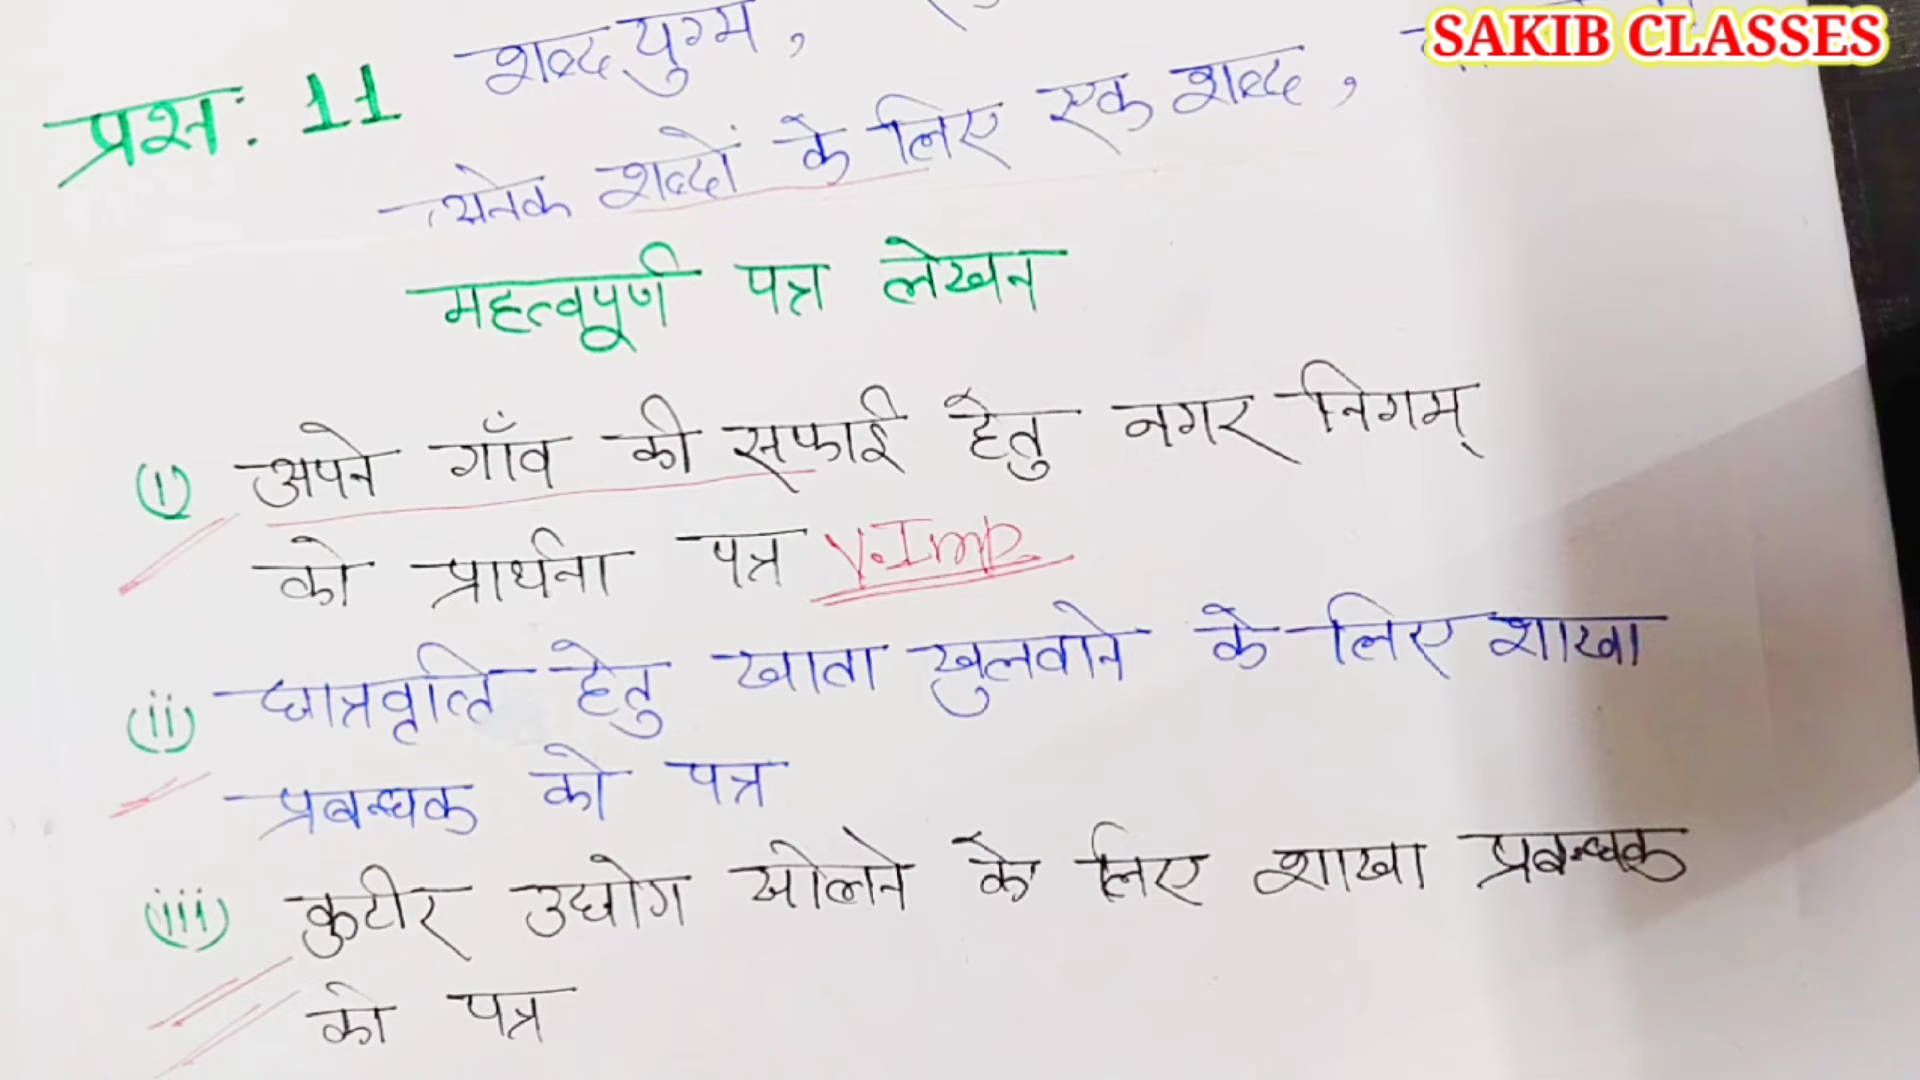 SAKIB CLASSES
प्रश्न: 11 शब्द युग्म,
अनेक शब्दों के लिए एक शब्द,
महत्वपूर्ण पत्र लेखन
(i) अपने गाँव की सफाई हेतु नगर निगम्
को प्रार्थना पत्र V.Imp.
(ii) छात्रवृत्ति हेतु खाता खुलवाने के लिए शाखा
प्रबन्धक को पत्र
(iii) कुटीर उद्योग खोलने के लिए शाखा प्रबन्धक
को पत्र